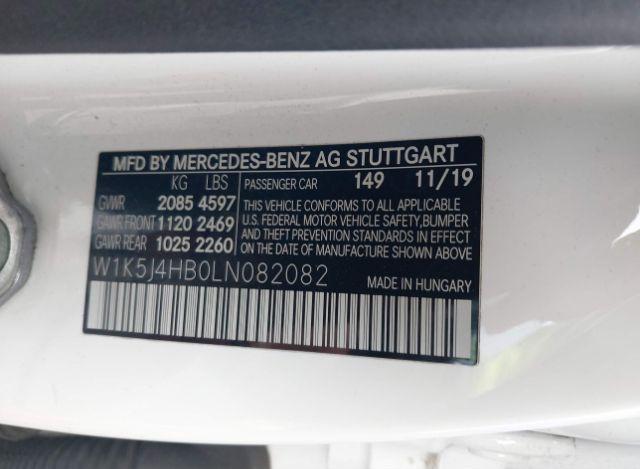 MFD BY MERCEDES-BENZ AG STUTTGART
KG LBS PASSENGER CAR 149 11/19
GVWR 2085 4597 THIS VEHICLE CONFORMS TO ALL APPLICABLE
GAWR FRONT 1120 2469 U.S. FEDERAL MOTOR VEHICLE SAFETY, BUMPER
GAWR REAR 1025 2260 AND THEFT PREVENTION STANDARDS IN EFFECT
ON THE DATE OF MANUFACTURE SHOWN ABOVE
W1K5J4HB0LN082082 MADE IN HUNGARY